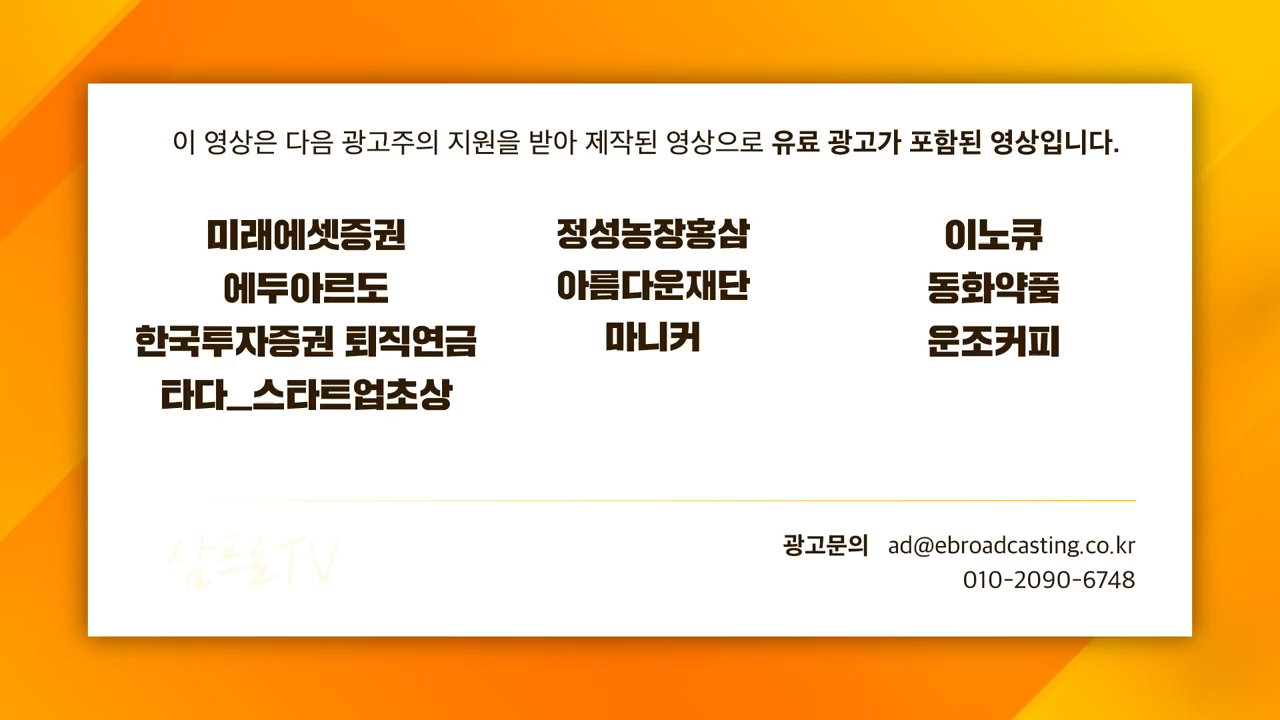 이 영상은 다음 광고주의 지원을 받아 제작된 영상으로 유료 광고가 포함된 영상입니다.
미래에셋증권
에두아르도
한국투자증권 퇴직연금
타다_스타트업초상
정성농장홍삼
아름다운재단
마니커
이노큐
동화약품
운조커피
삼프로TV
광고문의 ad@ebroadcasting.co.kr
010-2090-6748